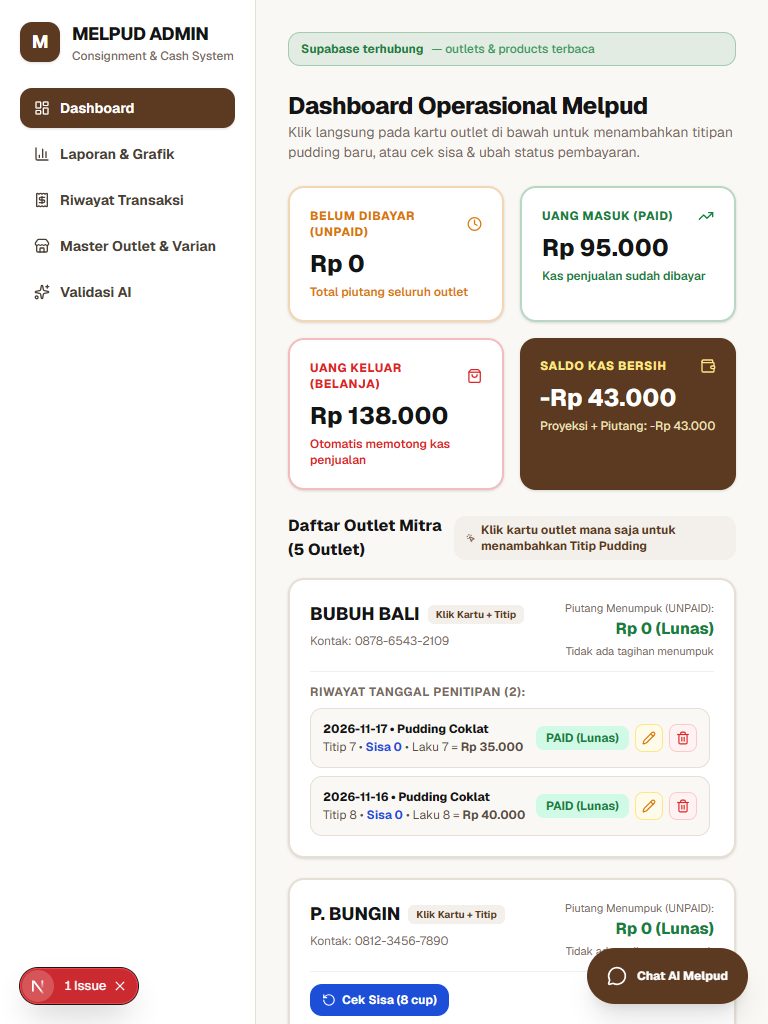 M
MELPUD ADMIN
Consignment & Cash System
Dashboard
Laporan & Grafik
Riwayat Transaksi
Master Outlet & Varian
Validasi AI
1 Issue
Supabase terhubung — outlets & products terbaca
Dashboard Operasional Melpud
Klik langsung pada kartu outlet di bawah untuk menambahkan titipan
pudding baru, atau cek sisa & ubah status pembayaran.
BELUM DIBAYAR
(UNPAID)
Rp 0
Total piutang seluruh outlet
UANG MASUK (PAID)
Rp 95.000
Kas penjualan sudah dibayar
UANG KELUAR
(BELANJA)
Rp 138.000
Otomatis memotong kas
penjualan
SALDO KAS BERSIH
-Rp 43.000
Proyeksi + Piutang: -Rp 43.000
Daftar Outlet Mitra
(5 Outlet)
Klik kartu outlet mana saja untuk
menambahkan Titip Pudding
BUBUH BALI
Klik Kartu + Titip
Kontak: 0878-6543-2109
Piutang Menumpuk (UNPAID):
Rp 0 (Lunas)
Tidak ada tagihan menumpuk
RIWAYAT TANGGAL PENITIPAN (2):
2026-11-17 • Pudding Coklat
Titip 7 • Sisa 0 • Laku 7 = Rp 35.000
PAID (Lunas)
2026-11-16 • Pudding Coklat
Titip 8 • Sisa 0 • Laku 8 = Rp 40.000
PAID (Lunas)
P. BUNGIN
Klik Kartu + Titip
Kontak: 0812-3456-7890
Piutang Menumpuk (UNPAID):
Rp 0 (Lunas)
Tidak
Cek Sisa (8 cup)
Chat AI Melpud